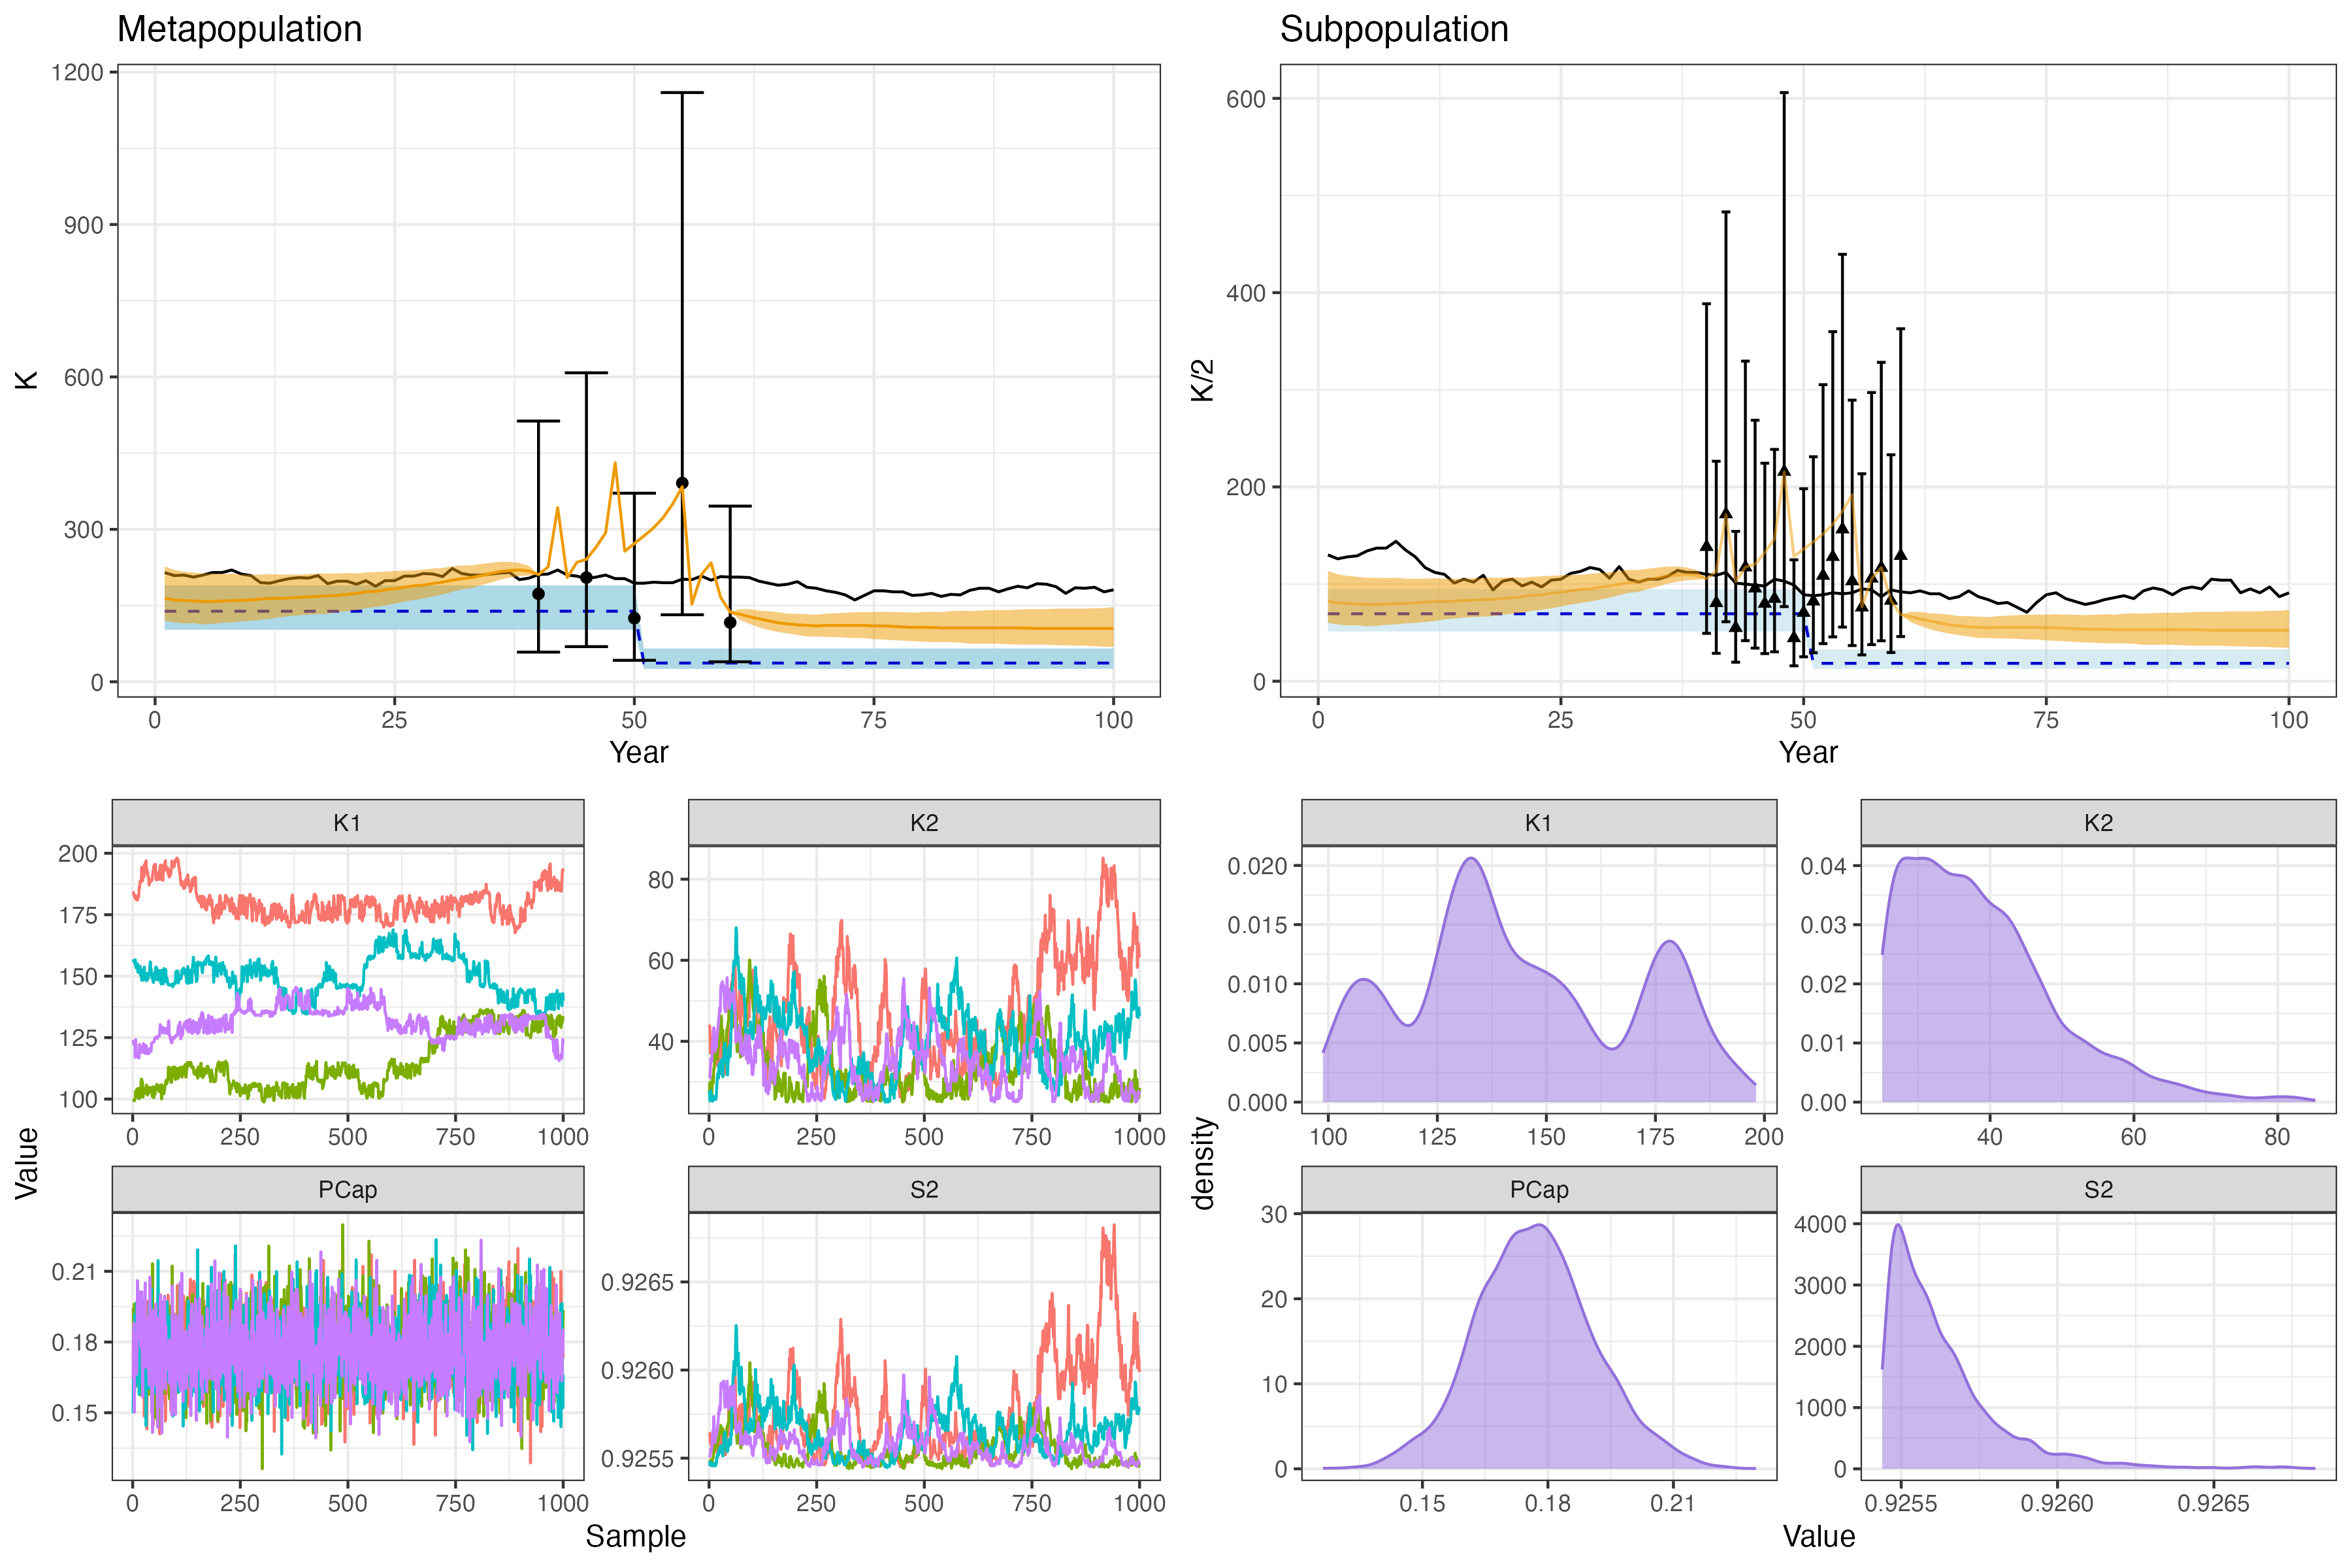 Metapopulation
Subpopulation
K
1200
900
600
300
0
0 25 50 75 100
Year
K/2
600
400
200
0
0 25 50 75 100
Year
Value
K1
200
175
150
125
100
0 250 500 750 1000
K2
80
60
40
0 250 500 750 1000
PCap
0.21
0.18
0.15
0 250 500 750 1000
S2
0.9265
0.9260
0.9255
0 250 500 750 1000
Sample
density
K1
0.020
0.015
0.010
0.005
0.000
100 125 150 175 200
K2
0.04
0.03
0.02
0.01
0.00
40 60 80
PCap
30
20
10
0
0.15 0.18 0.21
S2
4000
3000
2000
1000
0
0.9255 0.9260 0.9265
Value